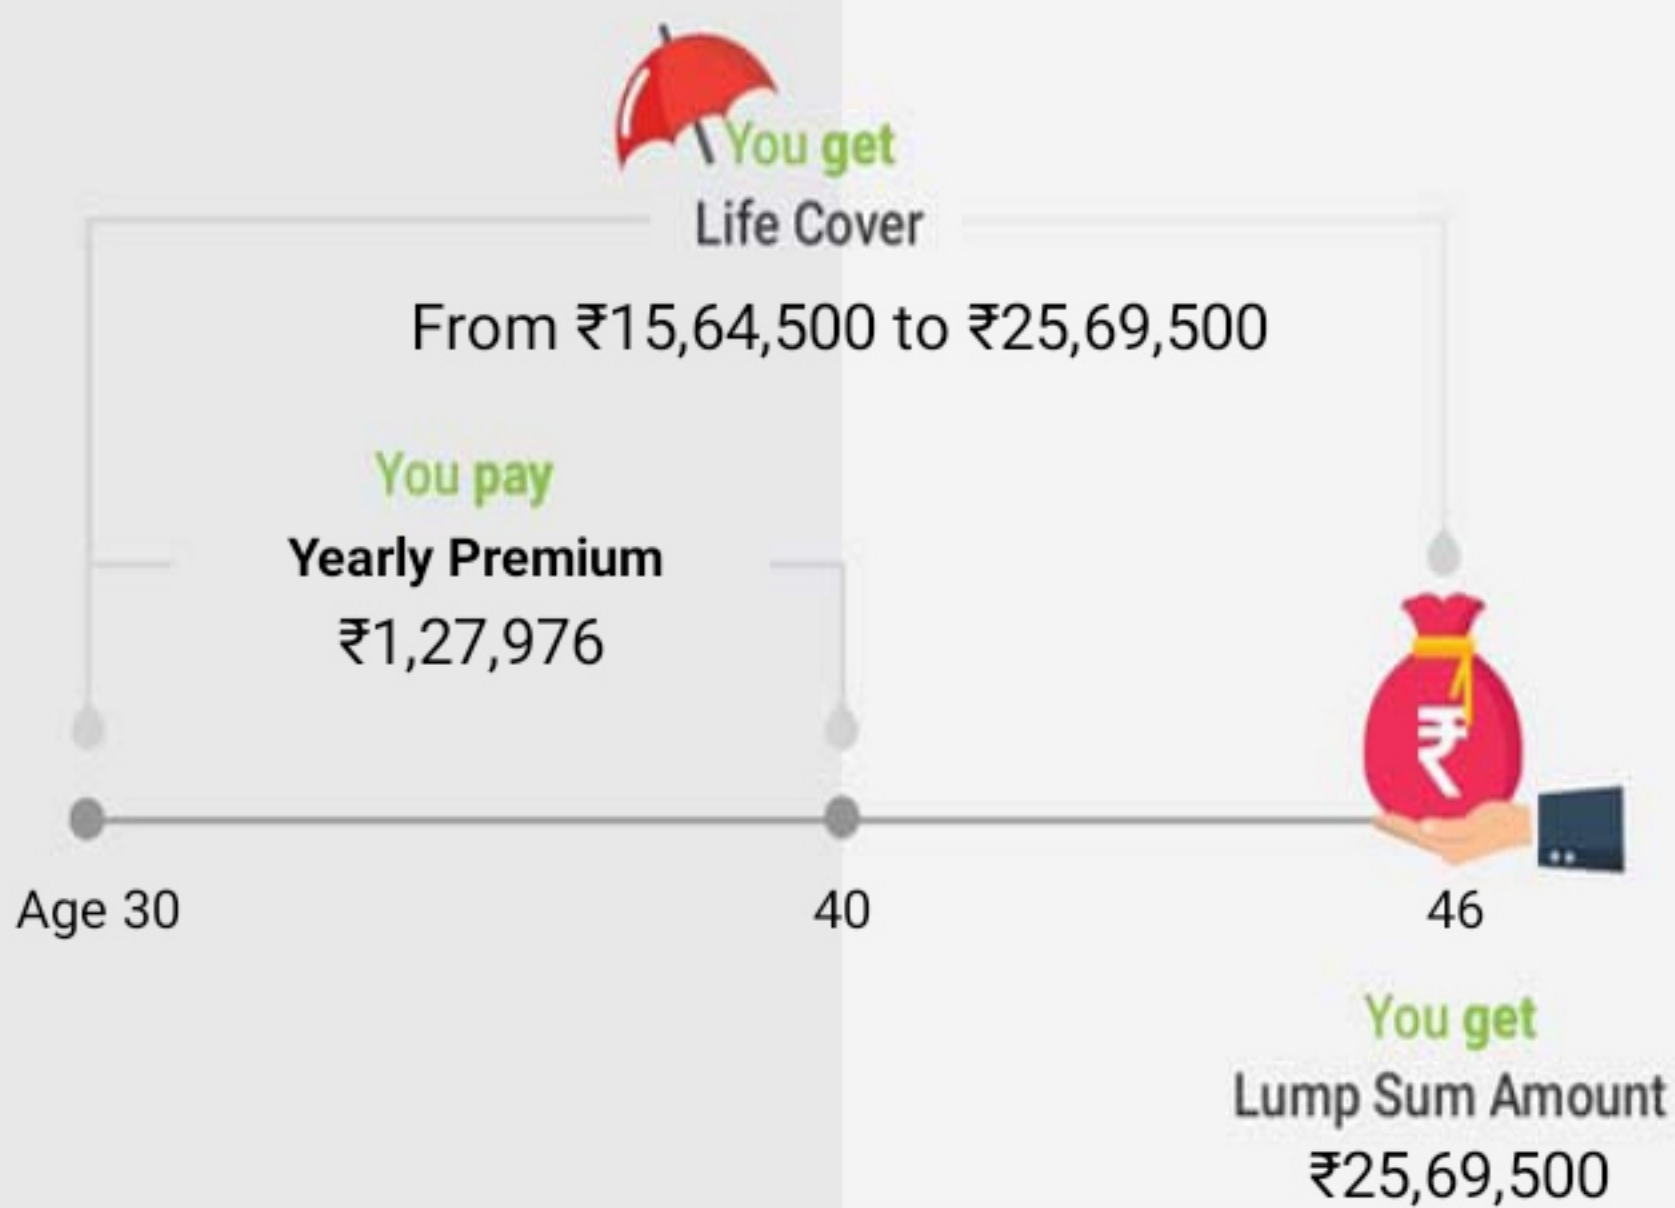 You get
Life Cover
From ₹15,64,500 to ₹25,69,500
You pay
Yearly Premium
₹1,27,976
₹
Age 30
40
46
You get
Lump Sum Amount
₹25,69,500